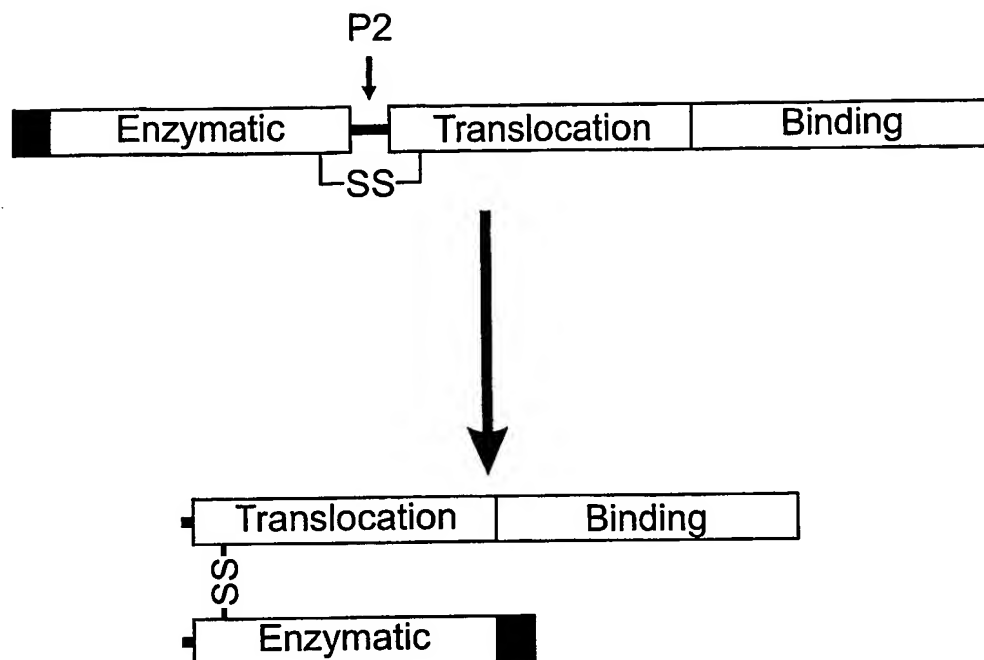 P2
Enzymatic Translocation Binding
SS
Translocation Binding
SS
Enzymatic